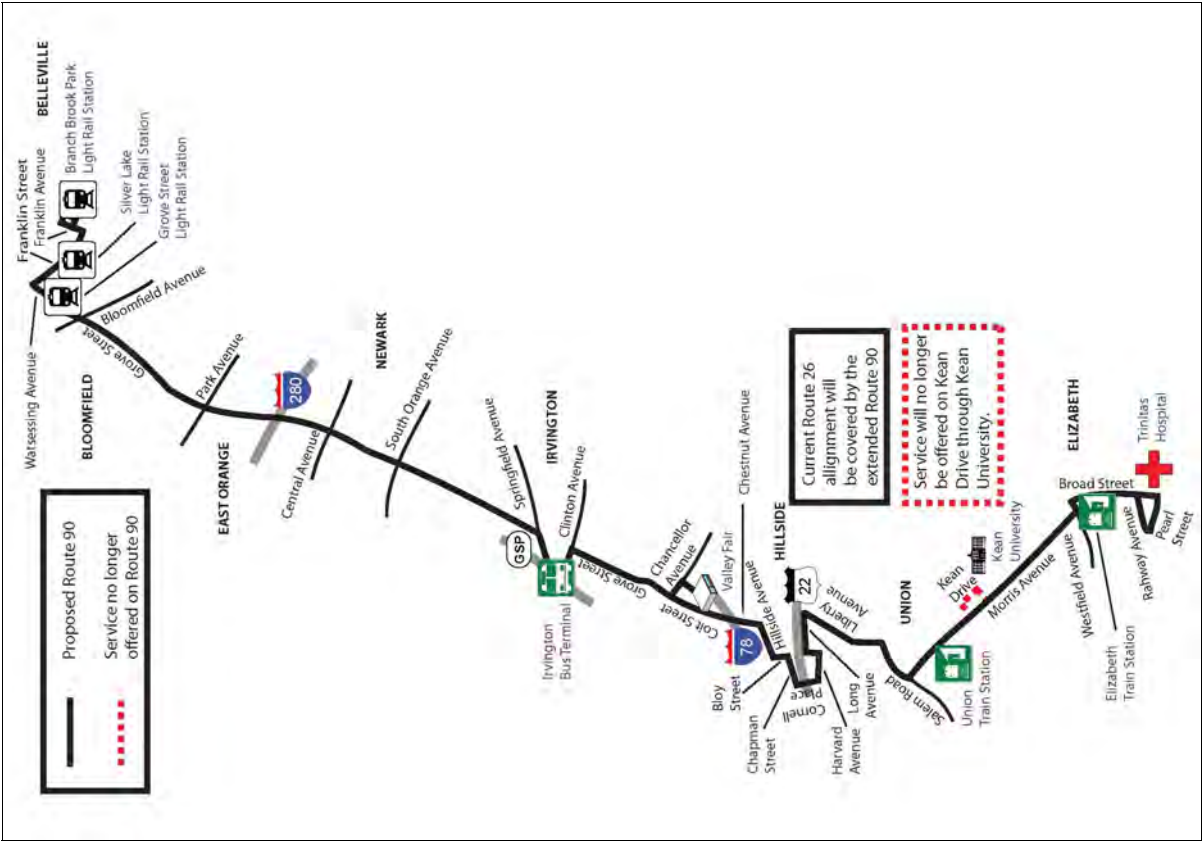 Proposed Route 90
Service no longer
offered on Route 90
BELLEVILLE
Franklin Street
Franklin Avenue
Branch Brook Park
Light Rail Station
Silver Lake
Light Rail Station
Grove Street
Light Rail Station
Watsessing Avenue
Bloomfield Avenue
BLOOMFIELD
Grove Street
Park Avenue
280
EAST ORANGE
NEWARK
Central Avenue
South Orange Avenue
Springfield Avenue
IRVINGTON
GSP
Clinton Avenue
Irvington
Bus Terminal
Grove Street
Chancellor
Avenue
Valley Fair
Colt Street
Chestnut Avenue
78
Hillside Avenue
HILLSIDE
Bloy
Street
22
Chapman
Street
Cornell
Place
Liberty
Avenue
Harvard
Avenue
Long
Avenue
UNION
Salem Road
Union
Train Station
Kean
Drive
Kean
University
Morris Avenue
Current Route 26
allignment will
be covered by the
extended Route 90
Service will no longer
be offered on Kean
Drive through Kean
University.
ELIZABETH
Broad Street
Westfield Avenue
Elizabeth
Train Station
Rahway Avenue
Pearl
Street
Trinitas
Hospital